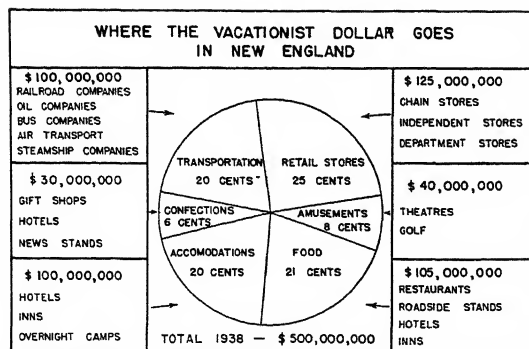 WHERE THE VACATIONIST DOLLAR GOES
IN NEW ENGLAND
$100,000,000
RAILROAD COMPANIES
OIL COMPANIES
BUS COMPANIES
AIR TRANSPORT
STEAMSHIP COMPANIES
$30,000,000
GIFT SHOPS
HOTELS
NEWS STANDS
$100,000,000
HOTELS
INNS
OVERNIGHT CAMPS
TRANSPORTATION
20 CENTS
RETAIL STORES
25 CENTS
CONFECTIONS
6 CENTS
AMUSEMENTS
8 CENTS
ACCOMODATIONS
20 CENTS
FOOD
21 CENTS
TOTAL 1938 — $500,000,000
$125,000,000
CHAIN STORES
INDEPENDENT STORES
DEPARTMENT STORES
$40,000,000
THEATRES
GOLF
$105,000,000
RESTAURANTS
ROADSIDE STANDS
HOTELS
INNS